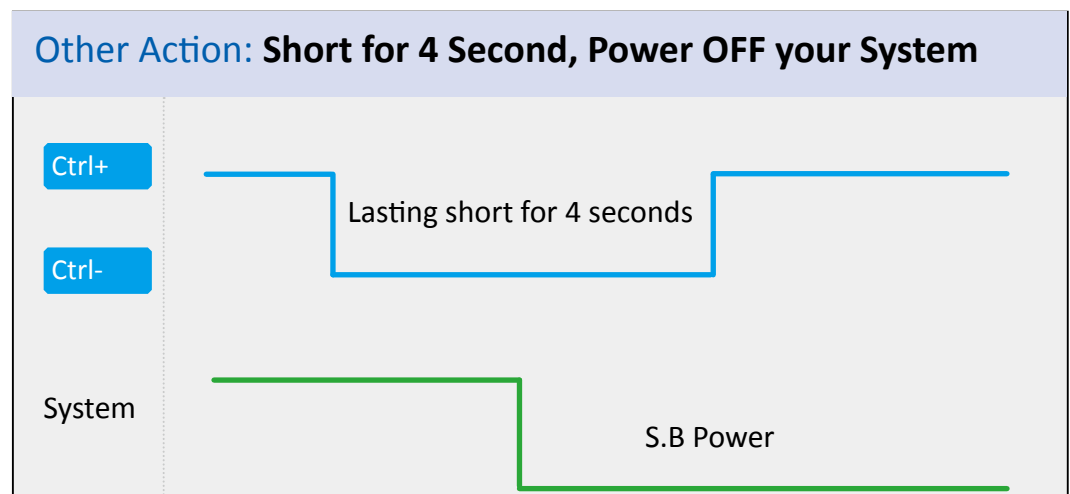 Other Action: Short for 4 Second, Power OFF your System
Ctrl+
Lasting short for 4 seconds
Ctrl-
System
S.B Power